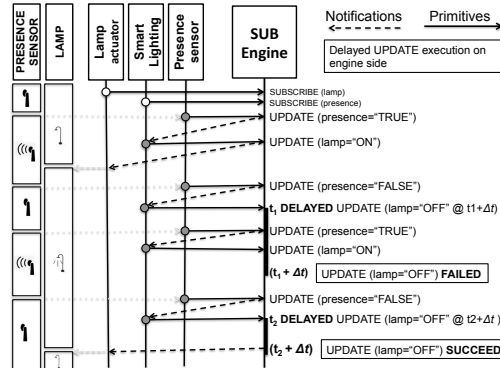 PRESENCE
SENSOR
LAMP
Lamp
actuator
Smart
Lighting
Presence
sensor
SUB
Engine
Notifications
Primitives
Delayed UPDATE execution on
engine side
SUBSCRIBE (lamp)
SUBSCRIBE (presence)
UPDATE (presence="TRUE")
UPDATE (lamp="ON")
UPDATE (presence="FALSE")
t1 DELAYED UPDATE (lamp="OFF" @ t1+Δt)
UPDATE (presence="TRUE")
UPDATE (lamp="ON")
(t1 + Δt) UPDATE (lamp="OFF") FAILED
UPDATE (presence="FALSE")
t2 DELAYED UPDATE (lamp="OFF" @ t2+Δt)
(t2 + Δt) UPDATE (lamp="OFF") SUCCEED